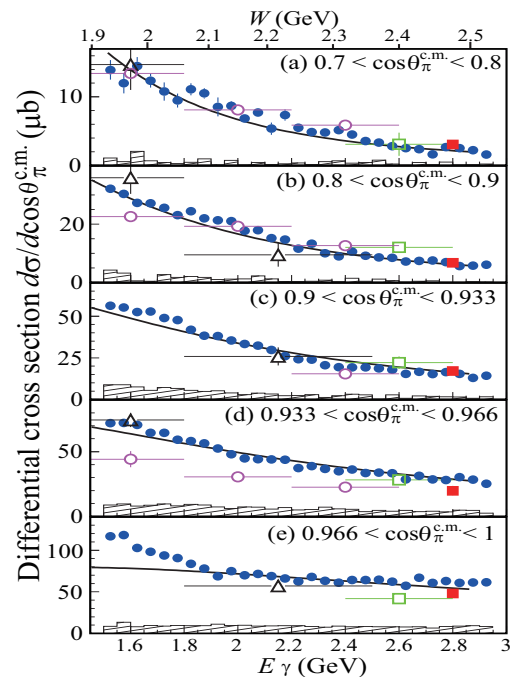 W (GeV)
1.9 2 2.1 2.2 2.3 2.4 2.5
(a) 0.7 < cosθπc.m. < 0.8
10
0
(b) 0.8 < cosθπc.m. < 0.9
20
0
(c) 0.9 < cosθπc.m. < 0.933
50
25
0
(d) 0.933 < cosθπc.m. < 0.966
50
0
(e) 0.966 < cosθπc.m. < 1
100
50
0
1.6 1.8 2 2.2 2.4 2.6 2.8
E γ (GeV)
Differential cross section dσ/dcosθπc.m. (μb)